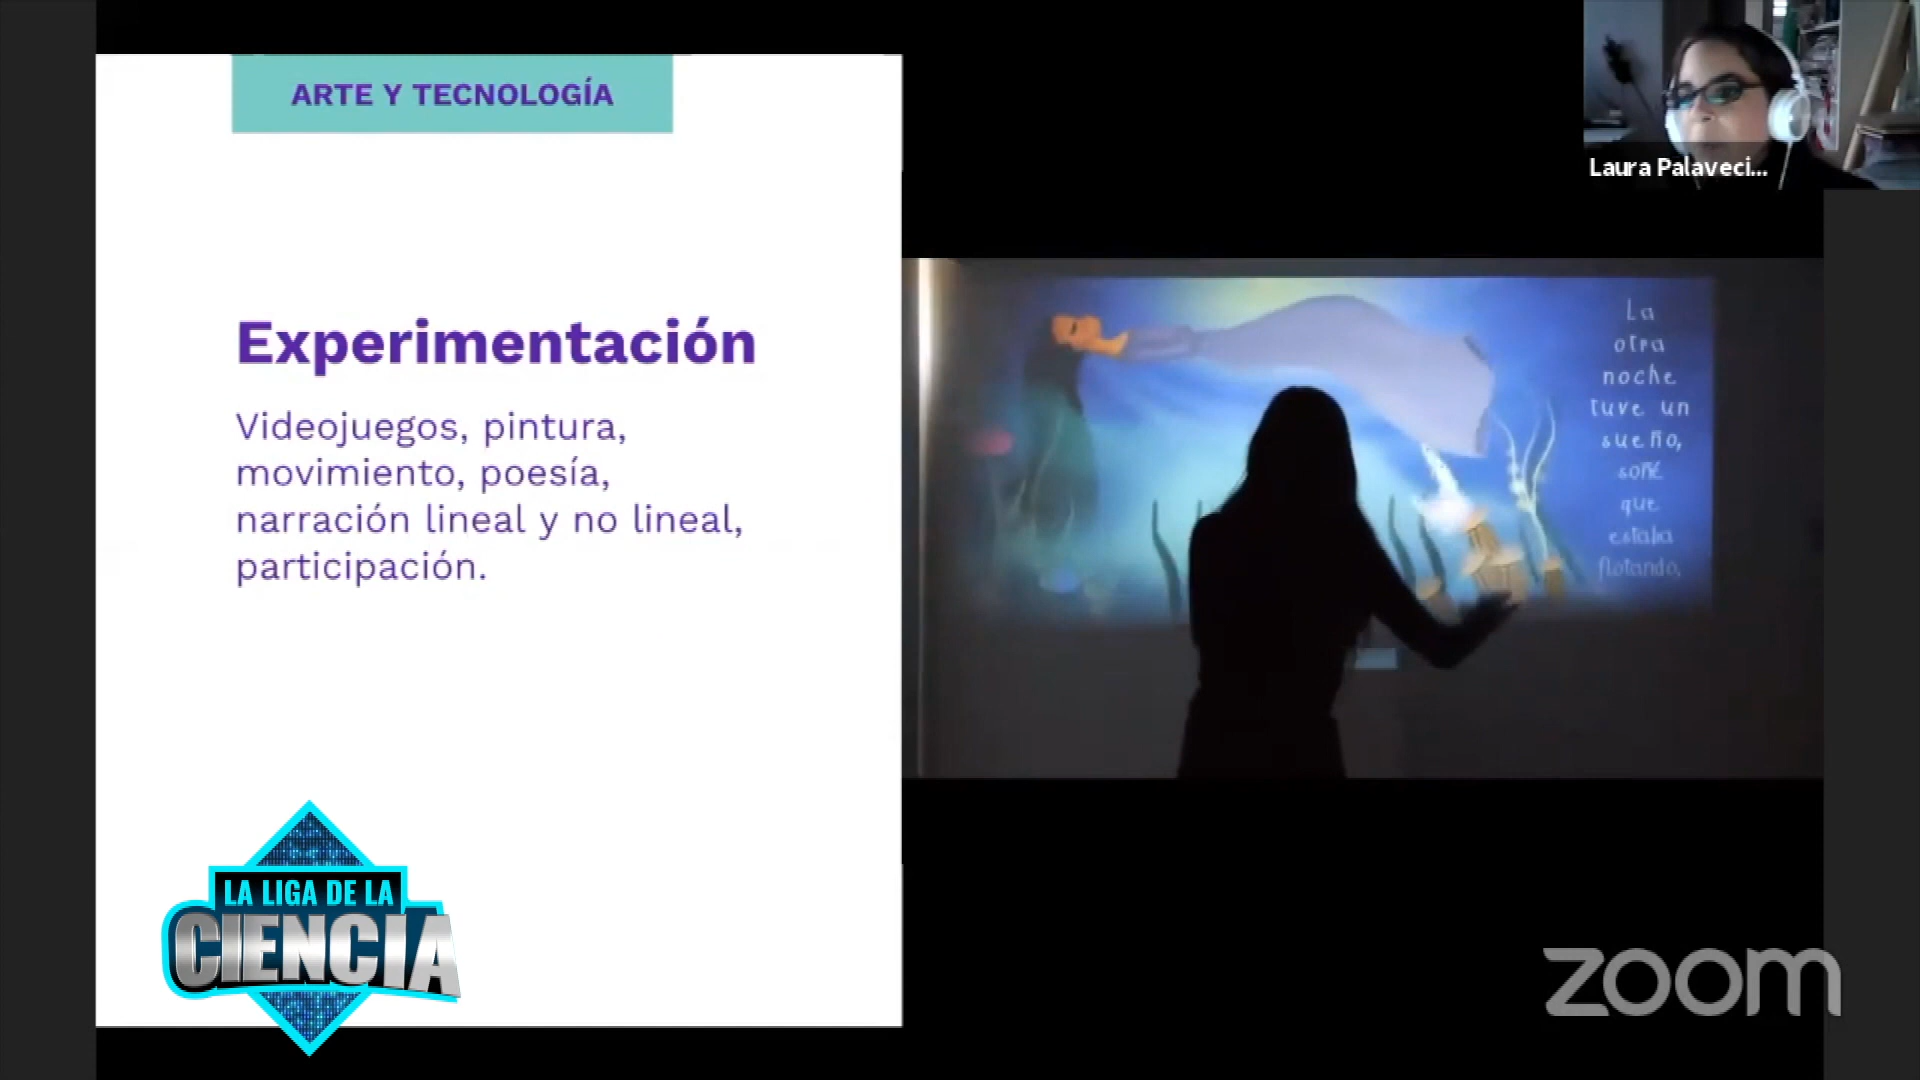 ARTE Y TECNOLOGÍA
Experimentación
Videojuegos, pintura,
movimiento, poesía,
narración lineal y no lineal,
participación.
Laura Palaveci...
La
otra
noche
tuve un
sueño,
soñé
que
estaba
flotando,
LA LIGA DE LA
CIENCIA
zoom